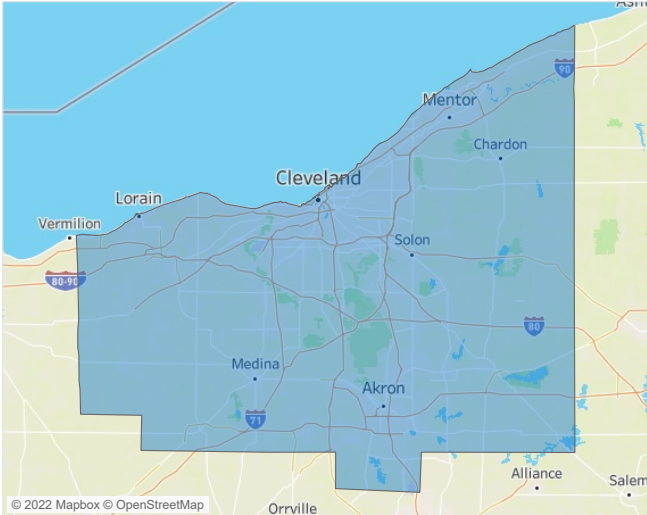 Ash
90
Mentor
Chardon
Cleveland
Lorain
Vermilion
Solon
80-90
80
Medina
Akron
71
Alliance
Salem
© 2022 Mapbox © OpenStreetMap
Orrville